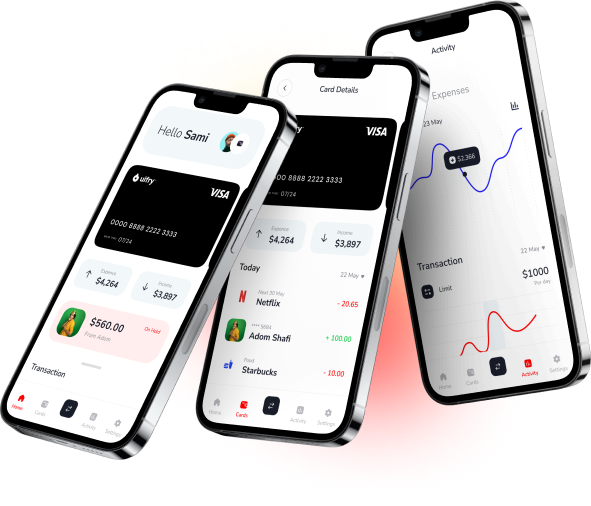 Hello Sami
uifry
VISA
0000 8888 2222 3333
07/24
Expense
$4,264
Income
$3,897
$560.00
From Adom
On Hold
Transaction
Home
Cards
Activity
Settings
Card Details
VISA
0000 8888 2222 3333
07/24
Expense
$4,264
Income
$3,897
Today
22 May
Next 30 May
Netflix
- 20.65
**** 5004
Adom Shafi
+ 100.00
Food
Starbucks
- 10.00
Home
Cards
Activity
Settings
Activity
Expenses
23 May
$2,366
Transaction
22 May
Limit
$1000
Per day
Home
Cards
Activity
Settings